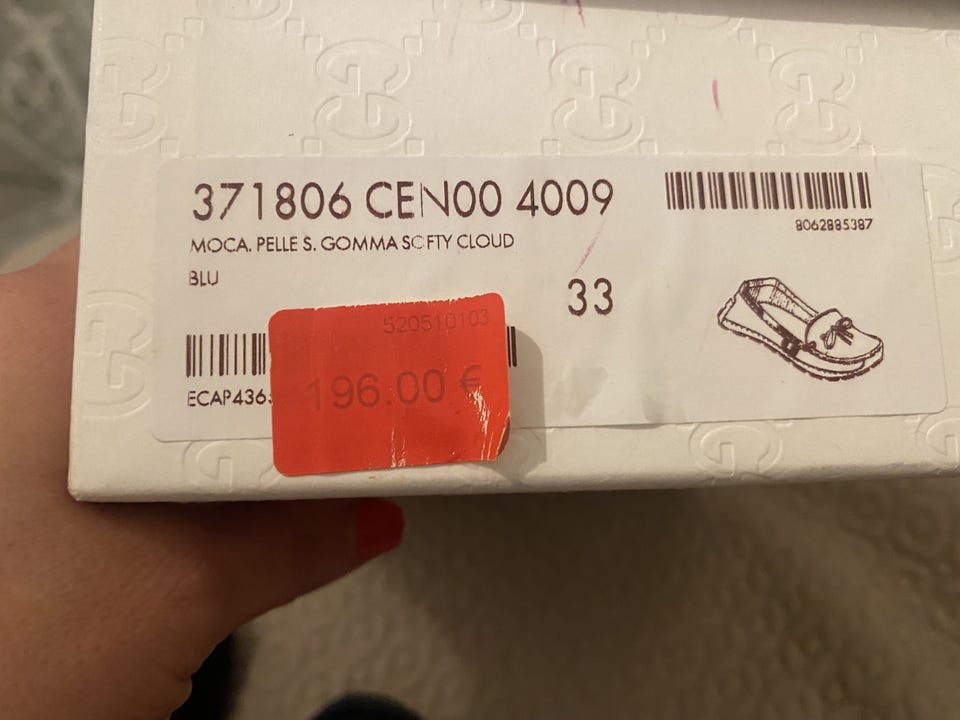 371806 CEN00 4009
8062885387
MOCA. PELLE S. GOMMA SOFTY CLOUD
BLU
33
520510103
196.00 €